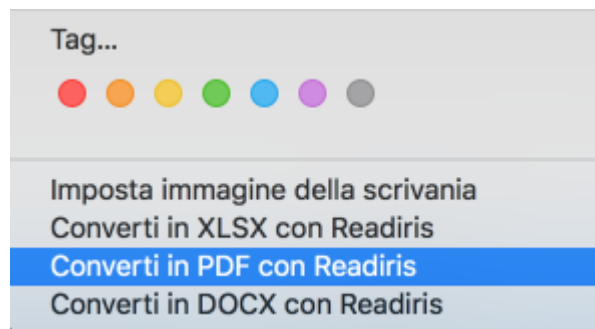 Tag...
Imposta immagine della scrivania
Converti in XLSX con Readiris
Converti in PDF con Readiris
Converti in DOCX con Readiris